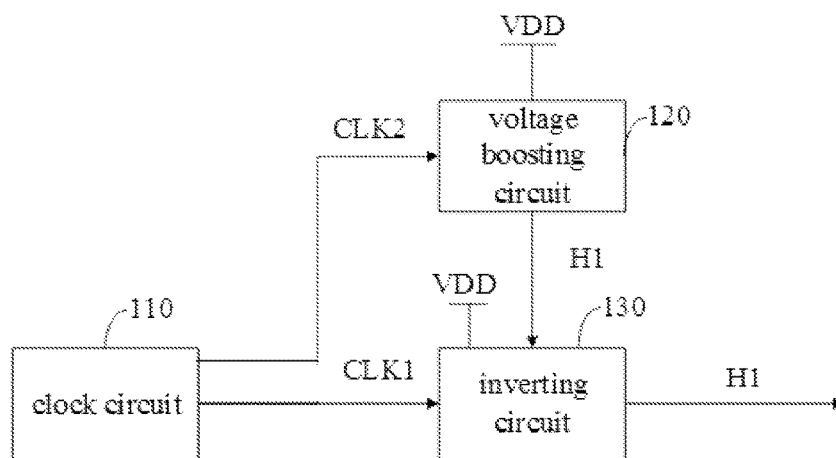 VDD
voltage
boosting
circuit
120
CLK2
H1
VDD
110
130
clock circuit
CLK1
inverting
circuit
H1